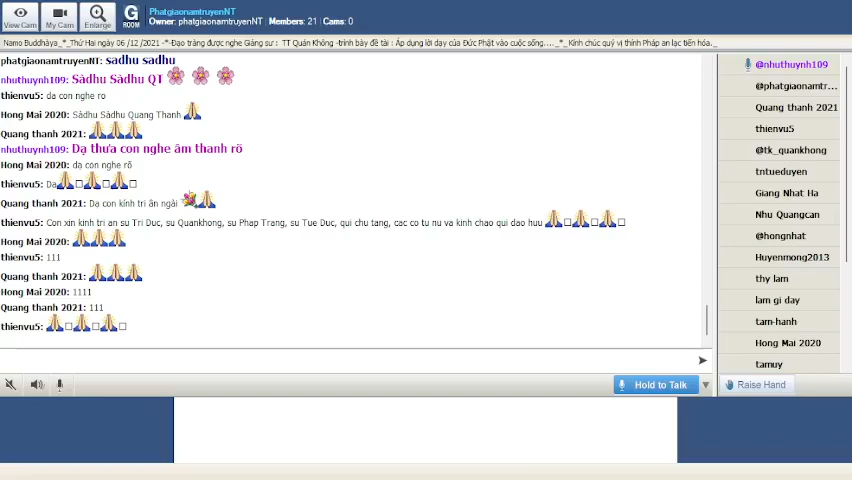 PhatgiaonamtruyenNT
Owner: phatgiaonamtruyenNT | Members: 21 | Cams: 0
View Cam
My Cam
Enlarge
G
ROOM
Namo Buddhàya_*_Thứ Hai ngày 06 /12 /2021 -*-Đạo tràng được nghe Giảng sư : TT Quán Không -trình bày đề tài : Áp dụng lời dạy của Đức Phật vào cuộc sống...._*_ Kính chúc quý vị thính Pháp an lạc tiến hóa._
phatgiaonamtruyenNT: sadhu sadhu
nhuthuynh109: Sàdhu Sàdhu QT
thienvu5: da con nghe ro
Hong Mai 2020: Sàdhu Sàdhu Quang Thanh
Quang thanh 2021:
nhuthuynh109: Dạ thưa con nghe âm thanh rõ
Hong Mai 2020: dạ con nghe rõ
thienvu5: Da
Quang thanh 2021: Dạ con kính tri ân ngài
thienvu5: Con xin kinh tri an su Tri Duc, su Quankhong, su Phap Trang, su Tue Duc, qui chu tang, cac co tu nu va kinh chao qui dao huu
Hong Mai 2020:
thienvu5: 111
Quang thanh 2021:
Hong Mai 2020: 1111
Quang thanh 2021: 111
thienvu5:
@nhuthuynh109
@phatgiaonamtr...
Quang thanh 2021
thienvu5
@tk_quankhong
tntueduyen
Giang Nhat Ha
Nhu Quangcan
@hongnhat
Huyenmong2013
thy lam
lam gi day
tam-hanh
Hong Mai 2020
tamuy
Hold to Talk
Raise Hand